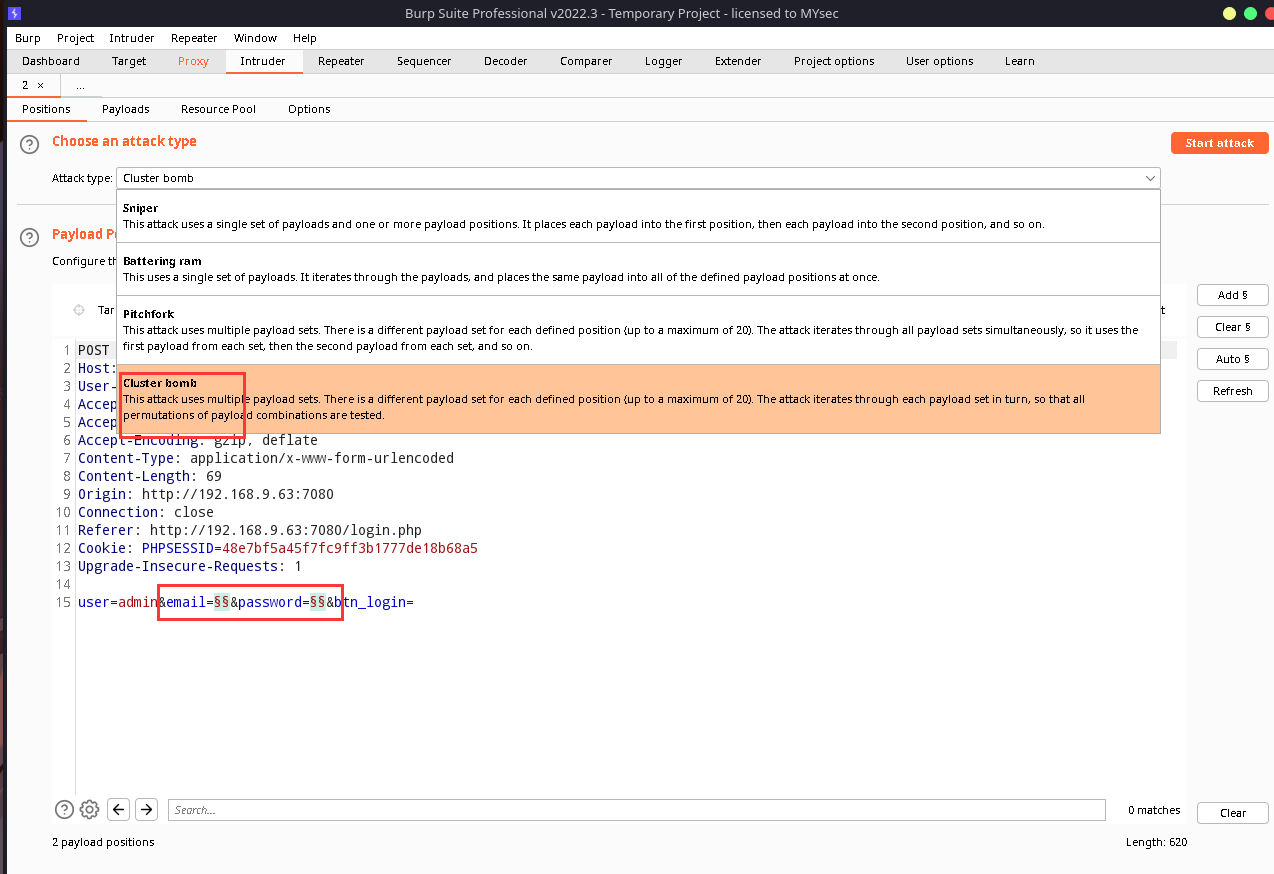 Burp Suite Professional v2022.3 - Temporary Project - licensed to MYsec
Burp Project Intruder Repeater Window Help
Dashboard Target Proxy Intruder Repeater Sequencer Decoder Comparer Logger Extender Project options User options Learn
2 × ...
Positions Payloads Resource Pool Options
? Choose an attack type
Start attack
Attack type: Cluster bomb
Sniper
This attack uses a single set of payloads and one or more payload positions. It places each payload into the first position, then each payload into the second position, and so on.
? Payload P
Configure th
Battering ram
This uses a single set of payloads. It iterates through the payloads, and places the same payload into all of the defined payload positions at once.
Pitchfork
This attack uses multiple payload sets. There is a different payload set for each defined position (up to a maximum of 20). The attack iterates through all payload sets simultaneously, so it uses the
first payload from each set, then the second payload from each set, and so on.
Cluster bomb
This attack uses multiple payload sets. There is a different payload set for each defined position (up to a maximum of 20). The attack iterates through each payload set in turn, so that all
permutations of payload combinations are tested.
Tar
t
Add §
Clear §
Auto §
Refresh
1 POST
2 Host:
3 User-
4 Accep
5 Accep
6 Accept-Encoding: gzip, deflate
7 Content-Type: application/x-www-form-urlencoded
8 Content-Length: 69
9 Origin: http://192.168.9.63:7080
10 Connection: close
11 Referer: http://192.168.9.63:7080/login.php
12 Cookie: PHPSESSID=48e7bf5a45f7fc9ff3b1777de18b68a5
13 Upgrade-Insecure-Requests: 1
14
15 user=admin&email=§§&password=§§&btn_login=
? Search... 0 matches Clear
2 payload positions Length: 620